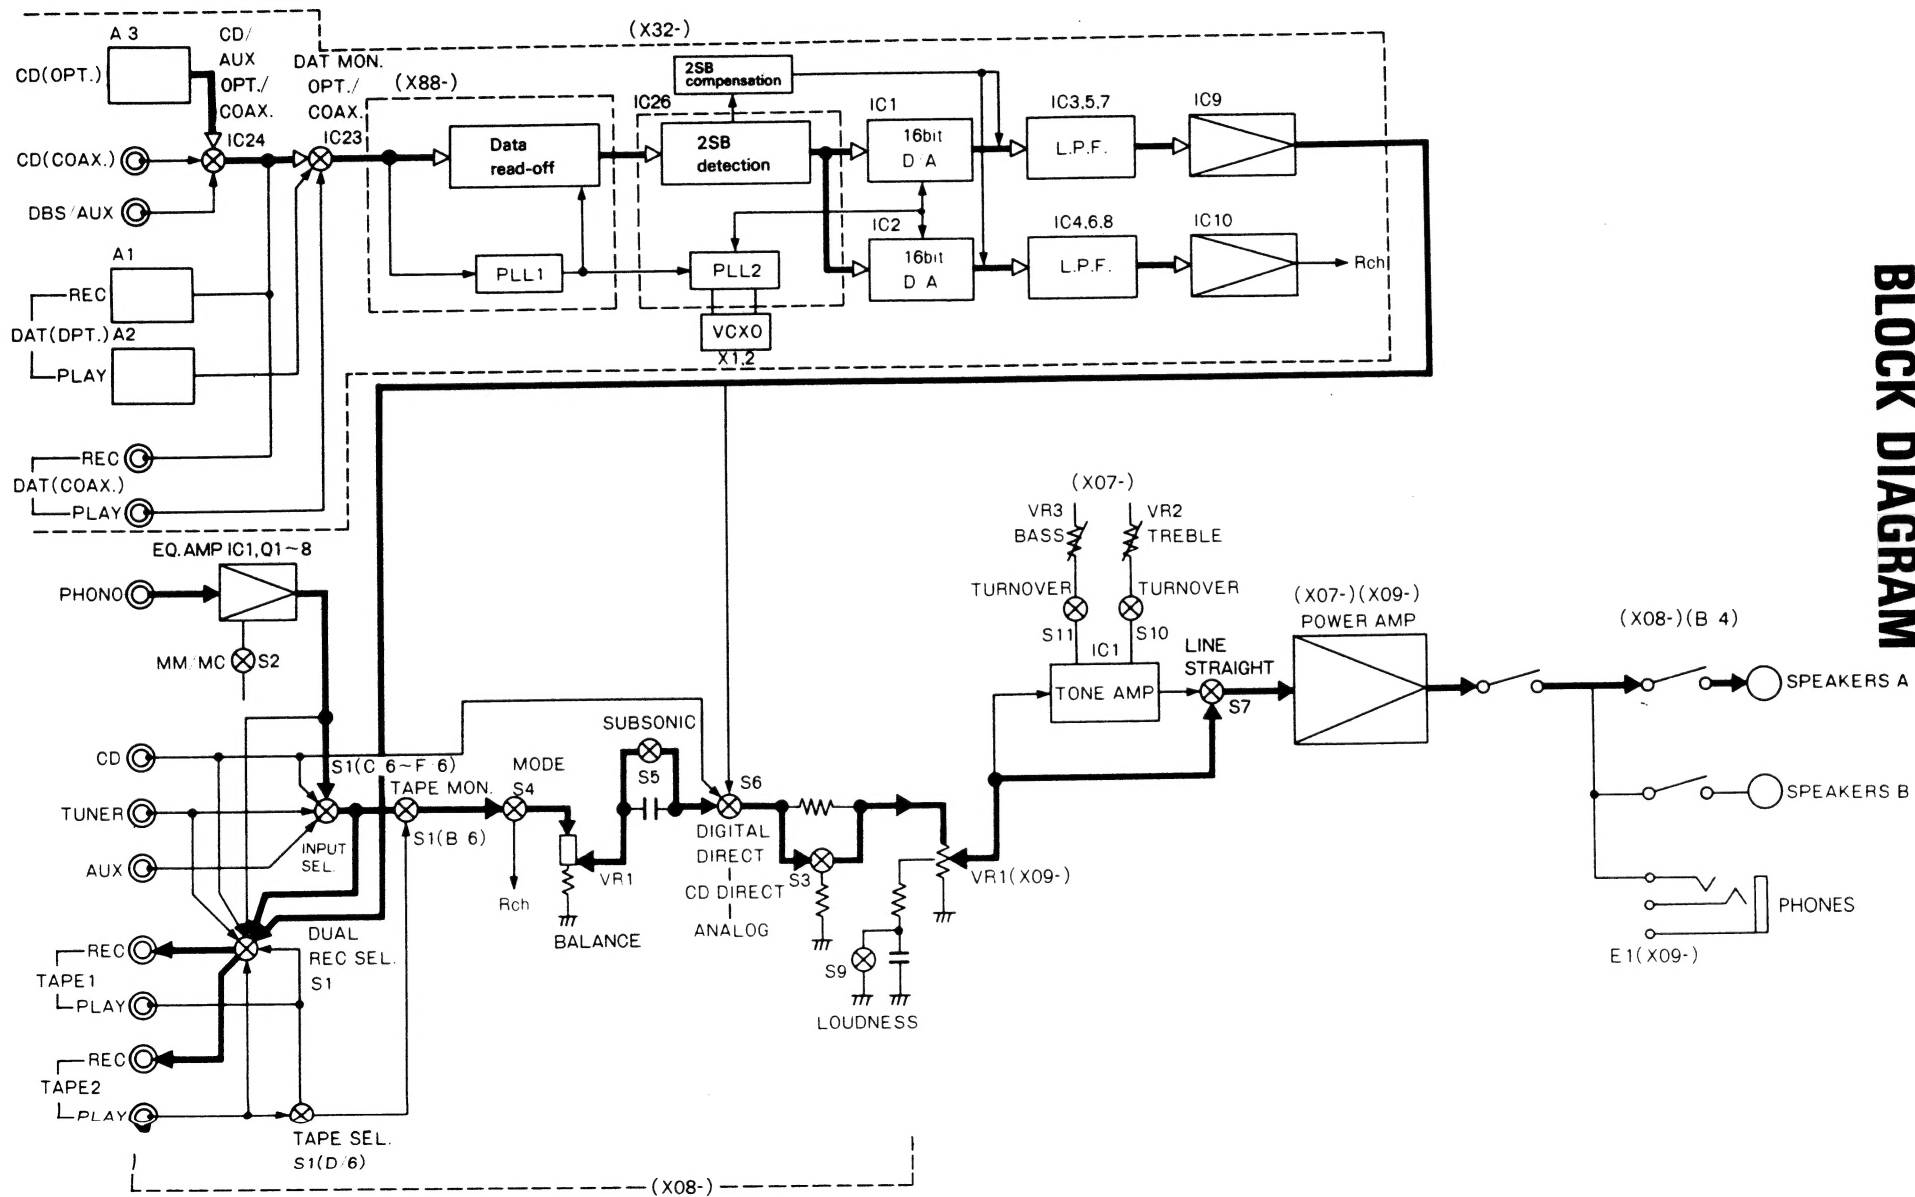 BLOCK DIAGRAM
(X32-)
A 3
CD(OPT.)
CD/
AUX
OPT./
COAX.
DAT MON.
OPT./
COAX.
(X88-)
IC24
IC23
CD(COAX.)
DBS/AUX
A1
REC
DAT(DPT.)
A2
PLAY
REC
DAT(COAX.)
PLAY
Data
read-off
PLL1
IC26
2SB
compensation
2SB
detection
PLL2
VCXO
X1,2
IC1
16bit
D/A
IC2
16bit
D A
IC3,5,7
L.P.F.
IC4,6,8
L.P.F.
IC9
IC10
Rch
EQ.AMP IC1,Q1~8
PHONO
MM/MC
S2
CD
TUNER
AUX
S1(C 6~F 6)
INPUT
SEL.
TAPE MON.
S1(B 6)
MODE
S4
Rch
VR1
BALANCE
SUBSONIC
S5
S6
DIGITAL
DIRECT
CD DIRECT
ANALOG
S3
VR1(X09-)
S9
LOUDNESS
(X07-)
VR3
BASS
VR2
TREBLE
TURNOVER
TURNOVER
S11
S10
IC1
TONE AMP
LINE
STRAIGHT
S7
(X07-)(X09-)
POWER AMP
(X08-)(B 4)
SPEAKERS A
SPEAKERS B
PHONES
E1(X09-)
DUAL
REC SEL.
S1
REC
TAPE1
PLAY
REC
TAPE2
PLAY
TAPE SEL.
S1(D/6)
(X08-)